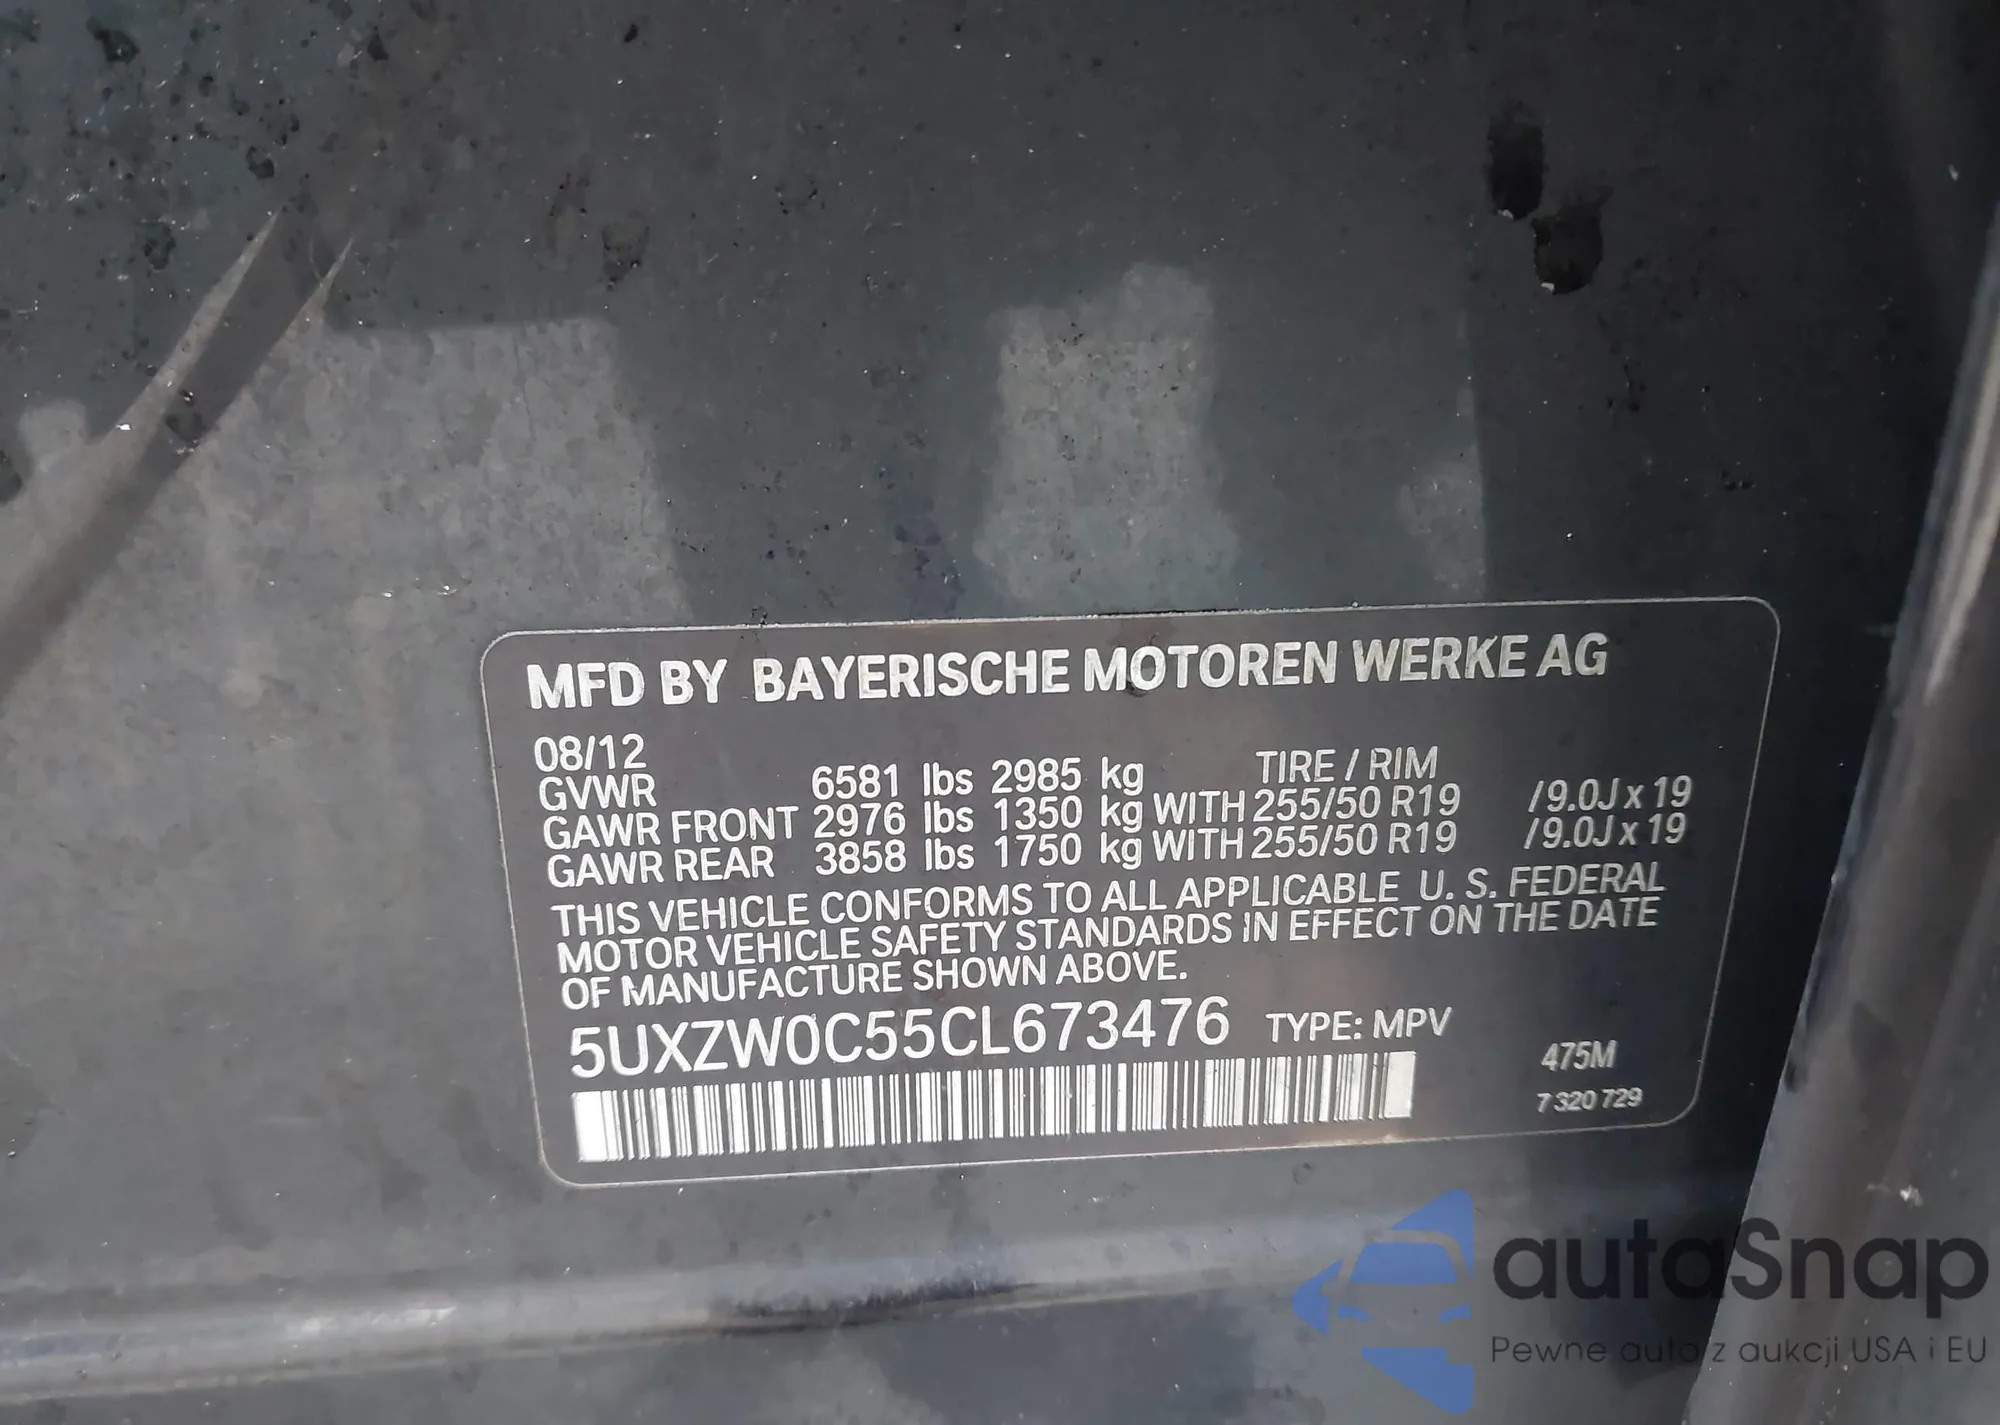 MFD BY BAYERISCHE MOTOREN WERKE AG
08/12 TIRE / RIM
GVWR 6581 lbs 2985 kg
GAWR FRONT 2976 lbs 1350 kg WITH 255/50 R19 /9.0J x 19
GAWR REAR 3858 lbs 1750 kg WITH 255/50 R19 /9.0J x 19
THIS VEHICLE CONFORMS TO ALL APPLICABLE U. S. FEDERAL
MOTOR VEHICLE SAFETY STANDARDS IN EFFECT ON THE DATE
OF MANUFACTURE SHOWN ABOVE.
5UXZW0C55CL673476 TYPE: MPV
475M
7 320 729
autaSnap
Pewne auta z aukcji USA i EU